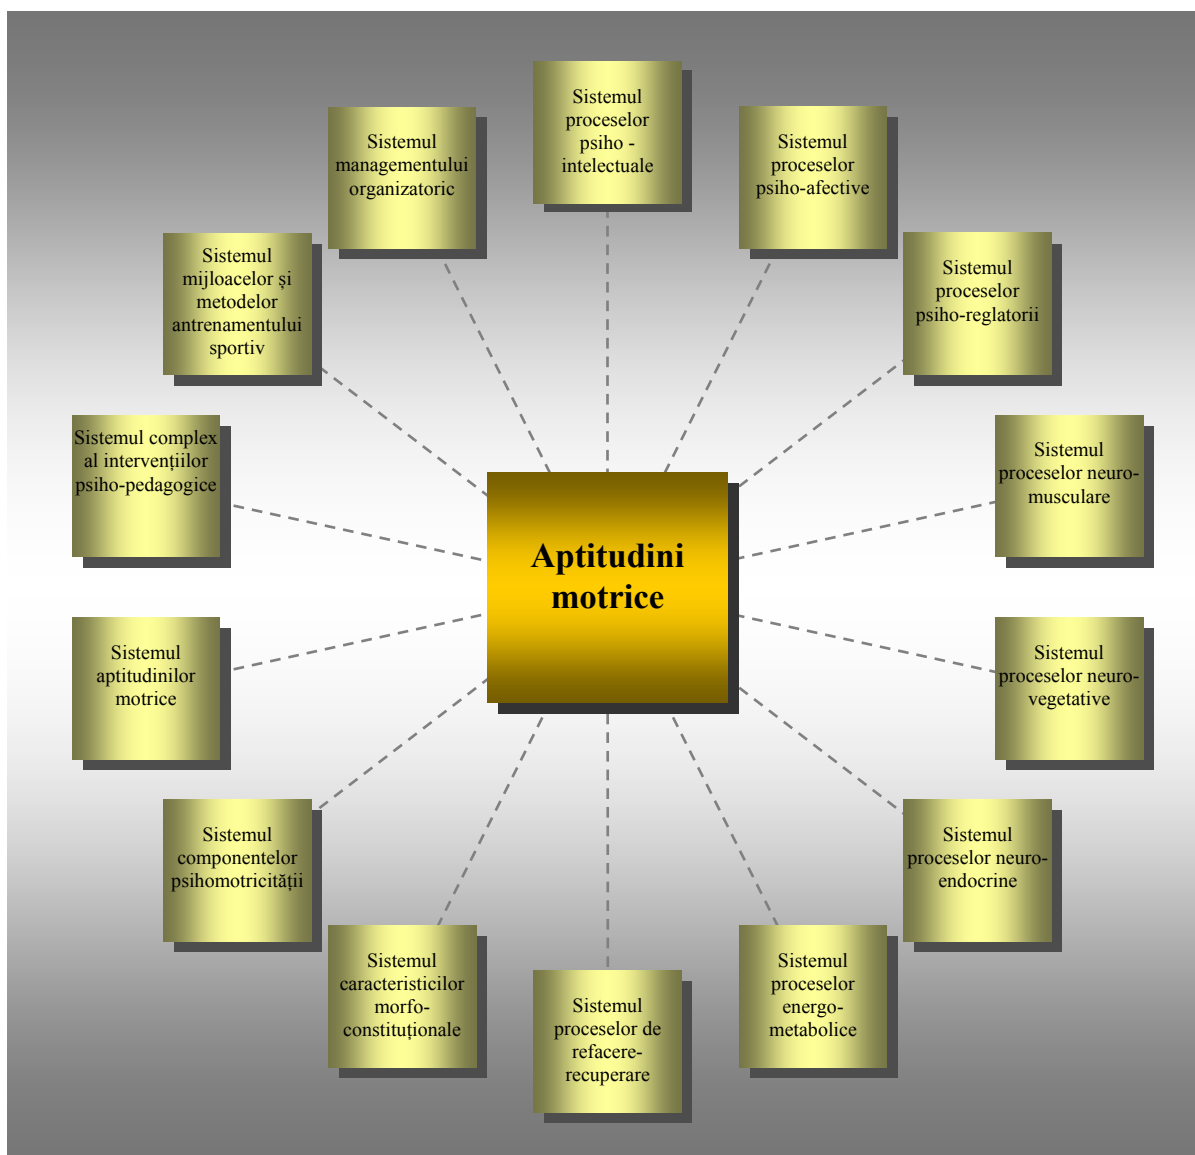 Sistemul
proceselor
psiho -
intelectuale
Sistemul
proceselor
psiho-afective
Sistemul
proceselor
psiho-reglatorii
Sistemul
proceselor neuro-
musculare
Sistemul
proceselor neuro-
vegetative
Sistemul
proceselor neuro-
endocrine
Sistemul
proceselor
energo-
metabolice
Sistemul
proceselor de
refacere-
recuperare
Sistemul
caracteristicilor
morfo-
constituționale
Sistemul
componentelor
psihomotricității
Sistemul
aptitudinilor
motrice
Sistemul complex
al intervențiilor
psiho-pedagogice
Sistemul
mijloacelor și
metodelor
antrenamentului
sportiv
Sistemul
managementului
organizatoric
Aptitudini
motrice